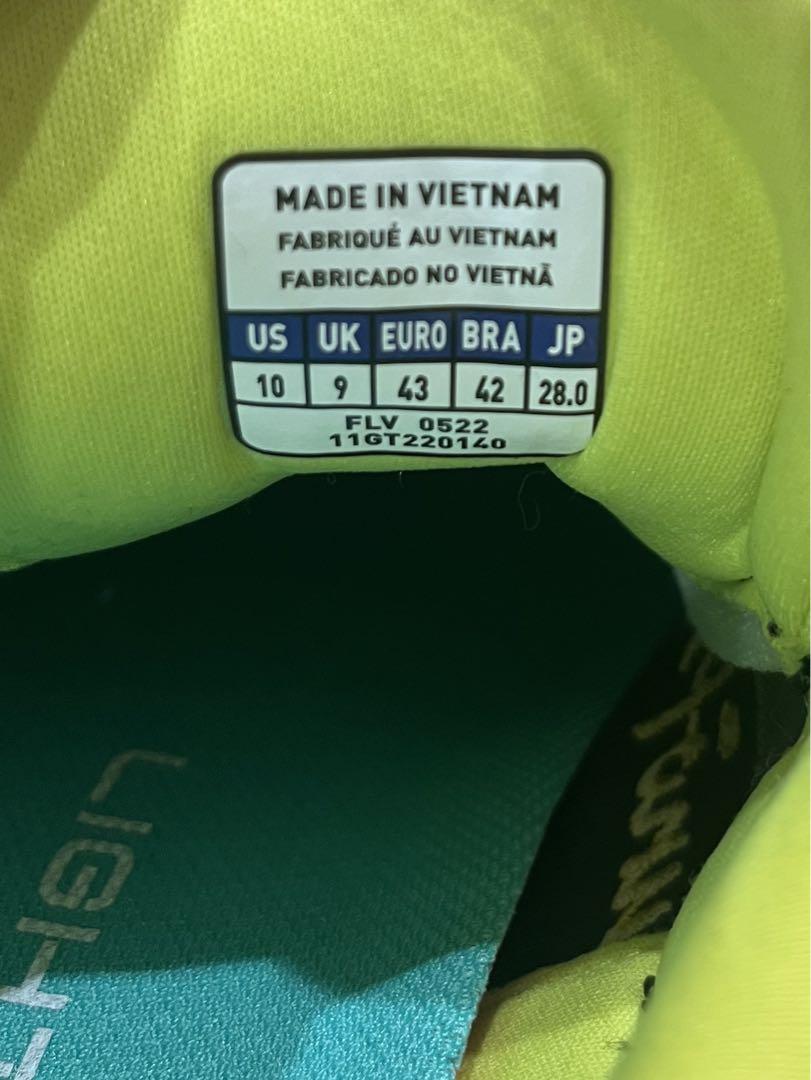 MADE IN VIETNAM
FABRIQUÉ AU VIETNAM
FABRICADO NO VIETNÃ
US UK EURO BRA JP
10 9 43 42 28.0
FLV 0522
11GT220140
LIGH